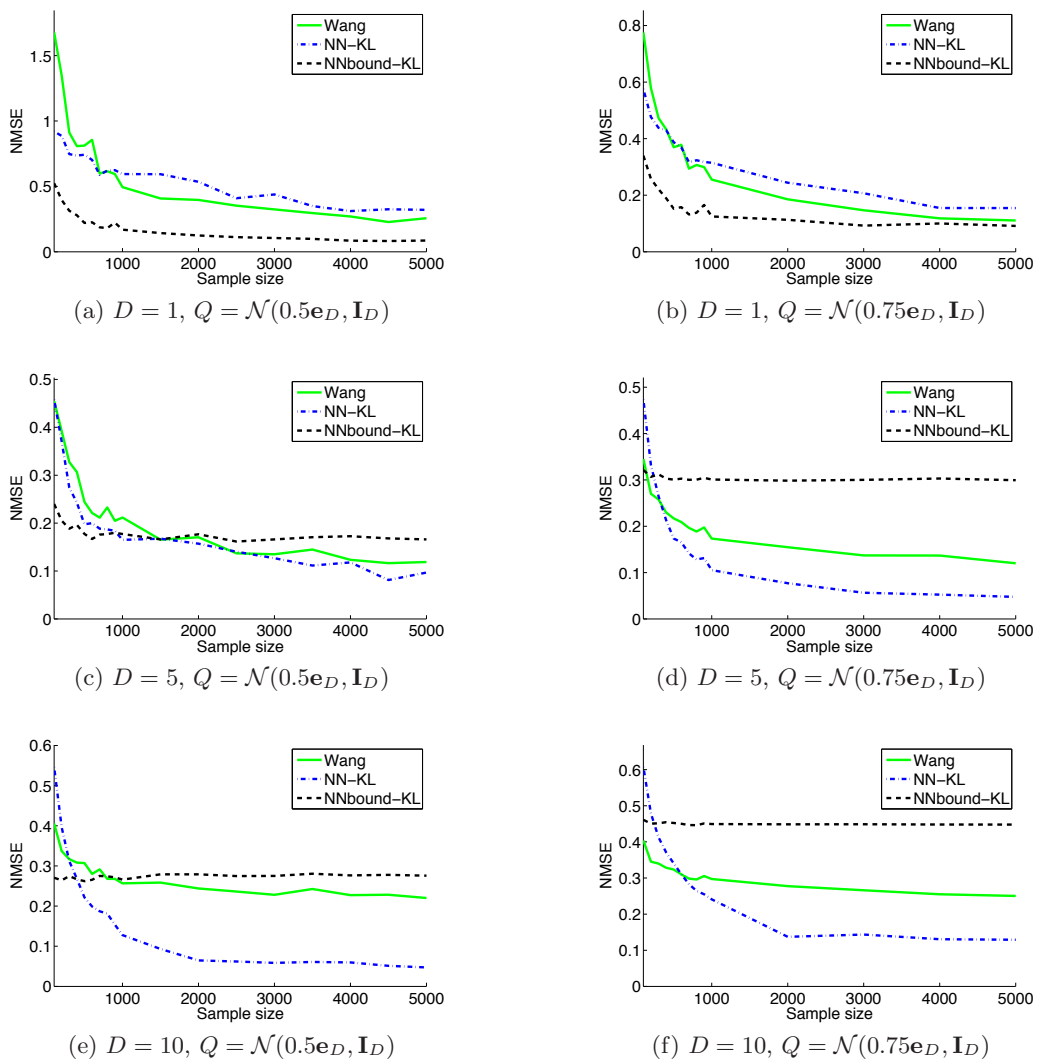 Wang
NN-KL
NNbound-KL
NMSE
1.5
1
0.5
0
1000 2000 3000 4000 5000
Sample size
(a) D = 1, Q = 𝒩(0.5e_D, I_D)
Wang
NN-KL
NNbound-KL
NMSE
0.8
0.6
0.4
0.2
0
1000 2000 3000 4000 5000
Sample size
(b) D = 1, Q = 𝒩(0.75e_D, I_D)
Wang
NN-KL
NNbound-KL
NMSE
0.5
0.4
0.3
0.2
0.1
0
1000 2000 3000 4000 5000
Sample size
(c) D = 5, Q = 𝒩(0.5e_D, I_D)
Wang
NN-KL
NNbound-KL
NMSE
0.5
0.4
0.3
0.2
0.1
0
1000 2000 3000 4000 5000
Sample size
(d) D = 5, Q = 𝒩(0.75e_D, I_D)
Wang
NN-KL
NNbound-KL
NMSE
0.6
0.5
0.4
0.3
0.2
0.1
0
1000 2000 3000 4000 5000
Sample size
(e) D = 10, Q = 𝒩(0.5e_D, I_D)
Wang
NN-KL
NNbound-KL
NMSE
0.6
0.5
0.4
0.3
0.2
0.1
0
1000 2000 3000 4000 5000
Sample size
(f) D = 10, Q = 𝒩(0.75e_D, I_D)